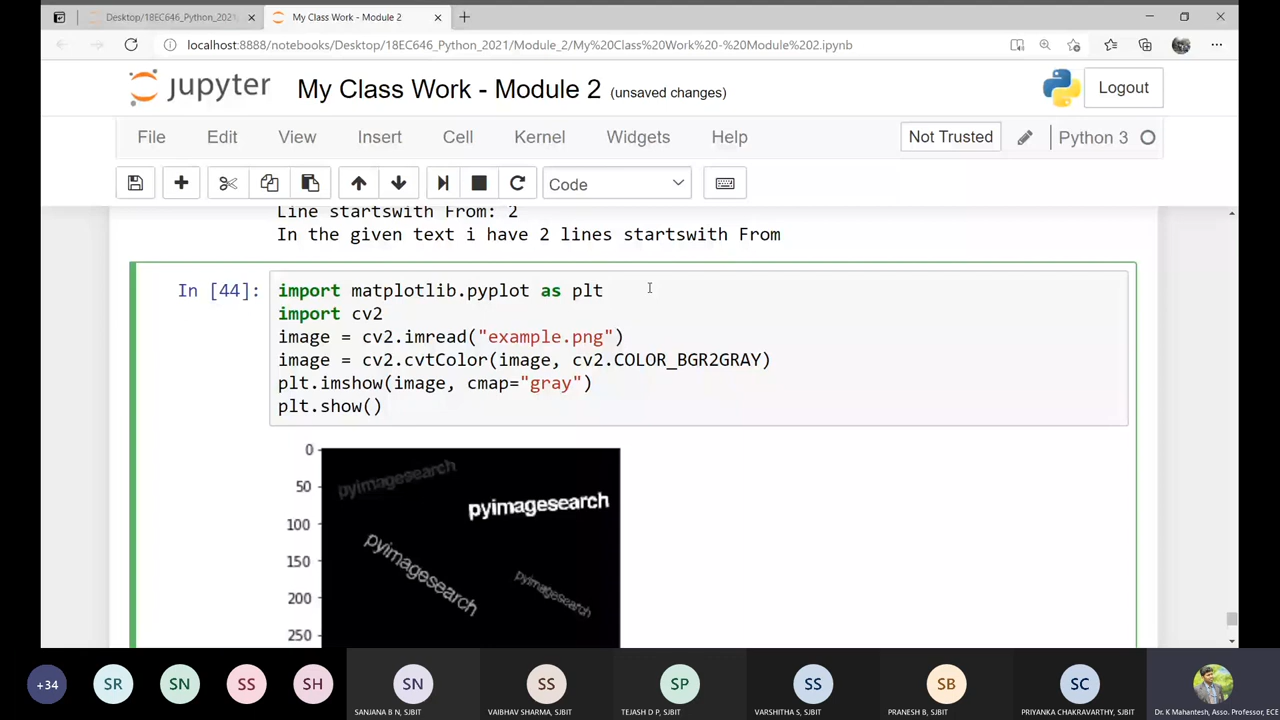 Desktop/18EC646_Python_2021/
My Class Work - Module 2
localhost:8888/notebooks/Desktop/18EC646_Python_2021/Module_2/My%20Class%20Work%20-%20Module%202.ipynb
jupyter My Class Work - Module 2 (unsaved changes) Logout
File Edit View Insert Cell Kernel Widgets Help Not Trusted Python 3
Code
Line startswith From: 2
In the given text i have 2 lines startswith From
In [44]: import matplotlib.pyplot as plt
import cv2
image = cv2.imread("example.png")
image = cv2.cvtColor(image, cv2.COLOR_BGR2GRAY)
plt.imshow(image, cmap="gray")
plt.show()
0
50
100
150
200
250
pyimagesearch
pyimagesearch
pyimagesearch
pyimagesearch
+34 SR SN SS SH SN SS SP SS SB SC
SANJANA B N, SJBIT VAIBHAV SHARMA, SJBIT TEJASH D P, SJBIT VARSHITHA S, SJBIT PRANESH B, SJBIT PRIYANKA CHAKRAVARTHY, SJBIT Dr. K Mahantesh, Asso. Professor, ECE